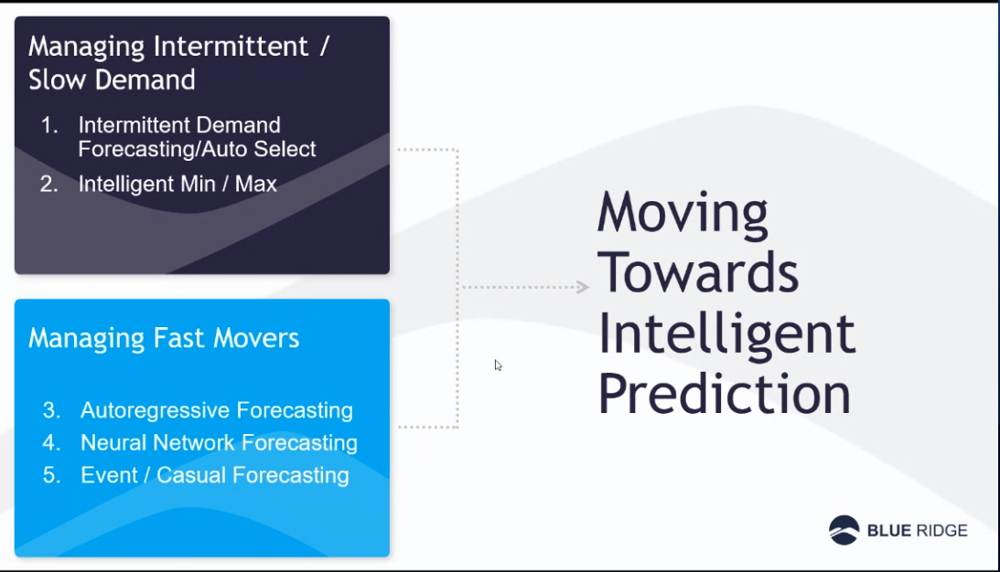 Managing Intermittent /
Slow Demand
1. Intermittent Demand
Forecasting/Auto Select
2. Intelligent Min / Max
Managing Fast Movers
3. Autoregressive Forecasting
4. Neural Network Forecasting
5. Event / Casual Forecasting
Moving
Towards
Intelligent
Prediction
BLUE RIDGE